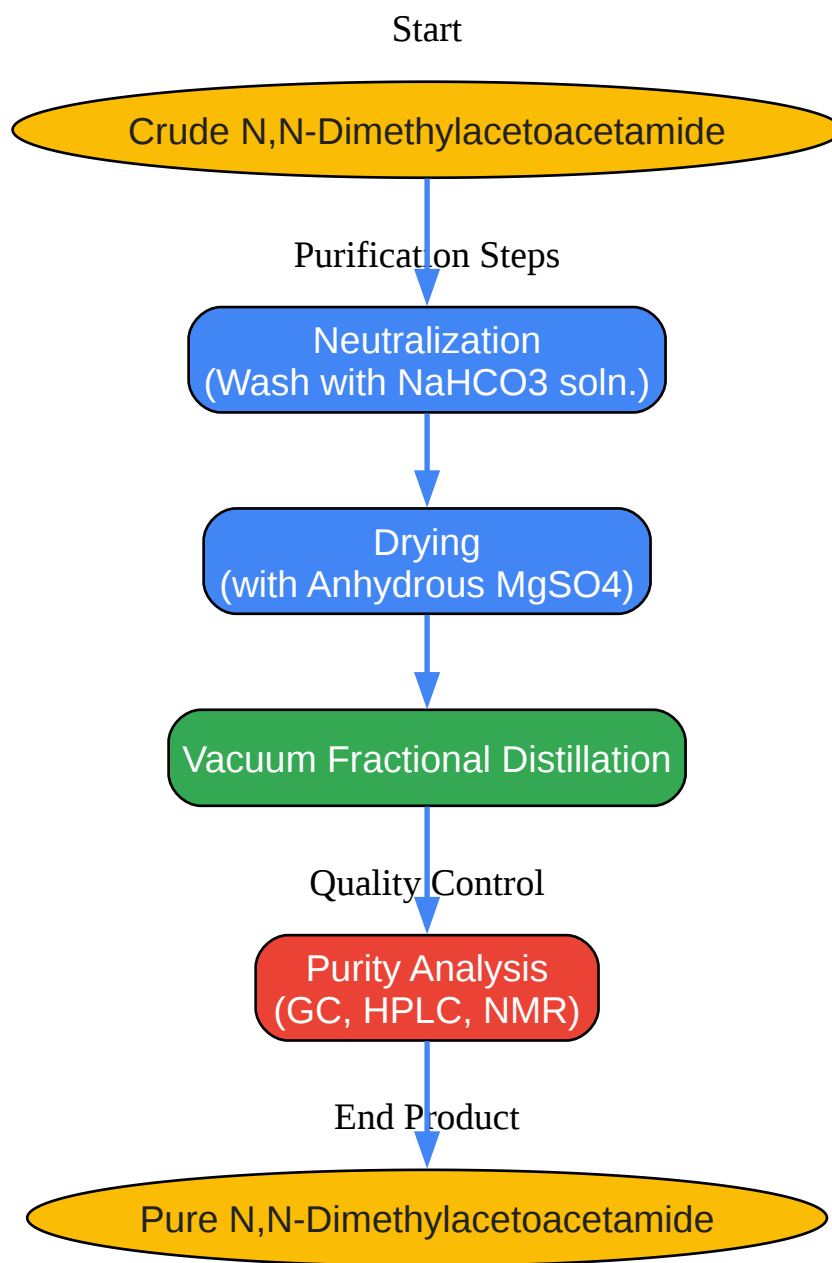 Start
Crude N,N-Dimethylacetoacetamide
Purification Steps
Neutralization
(Wash with NaHCO3 soln.)
Drying
(with Anhydrous MgSO4)
Vacuum Fractional Distillation
Quality Control
Purity Analysis
(GC, HPLC, NMR)
End Product
Pure N,N-Dimethylacetoacetamide